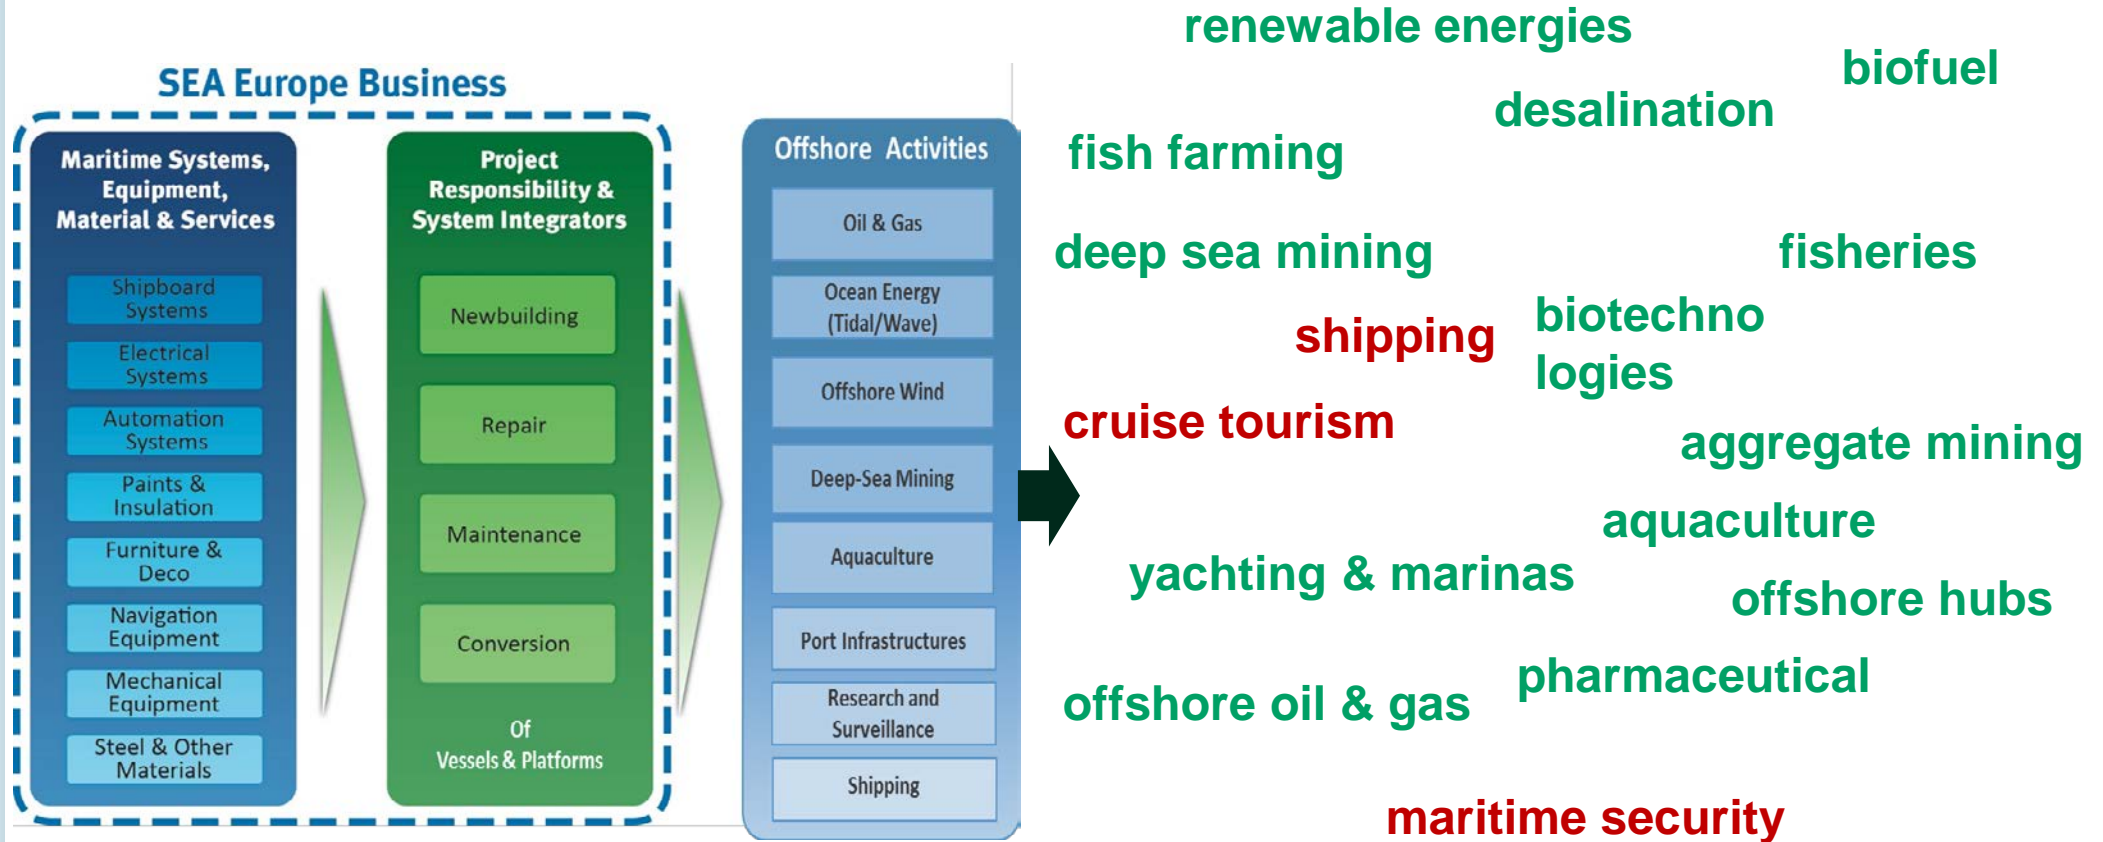 SEA Europe Business
Maritime Systems,
Equipment,
Material & Services
Shipboard
Systems
Electrical
Systems
Automation
Systems
Paints &
Insulation
Furniture &
Deco
Navigation
Equipment
Mechanical
Equipment
Steel & Other
Materials
Project
Responsibility &
System Integrators
Newbuilding
Repair
Maintenance
Conversion
Of
Vessels & Platforms
Offshore Activities
Oil & Gas
Ocean Energy
(Tidal/Wave)
Offshore Wind
Deep-Sea Mining
Aquaculture
Port Infrastructures
Research and
Surveillance
Shipping
renewable energies
biofuel
desalination
fish farming
deep sea mining
fisheries
shipping
biotechno
logies
cruise tourism
aggregate mining
aquaculture
yachting & marinas
offshore hubs
pharmaceutical
offshore oil & gas
maritime security